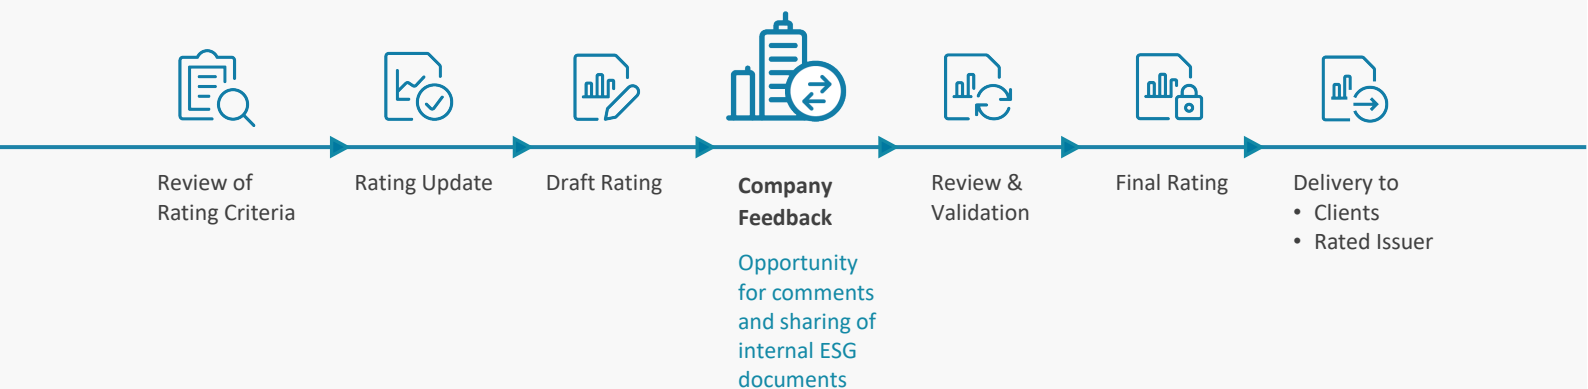 Review of
Rating Criteria
Rating Update
Draft Rating
Company
Feedback
Opportunity
for comments
and sharing of
internal ESG
documents
Review &
Validation
Final Rating
Delivery to
• Clients
• Rated Issuer